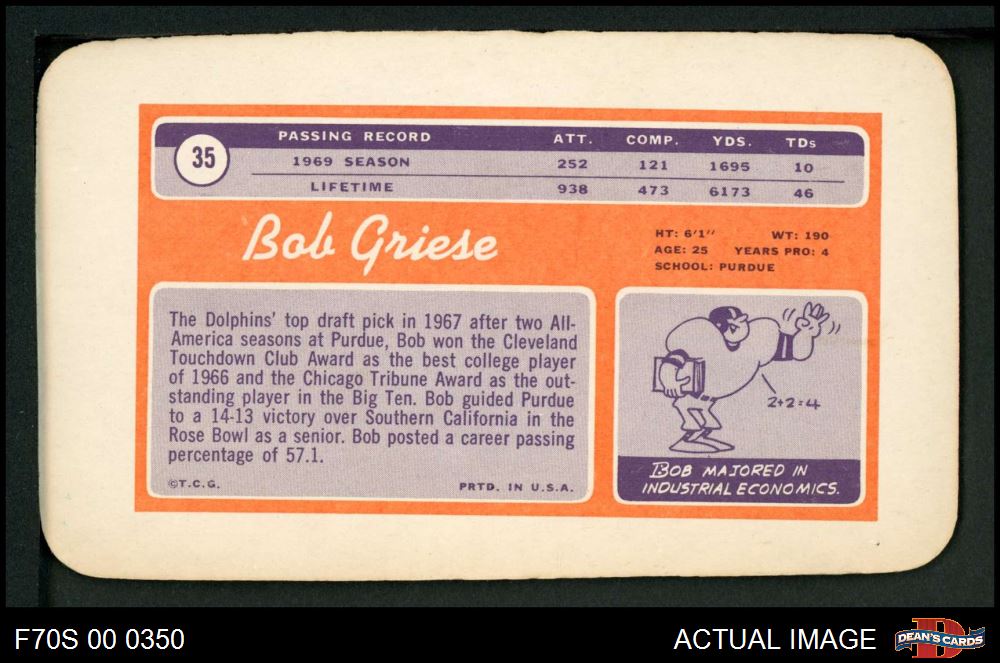 PASSING RECORD ATT. COMP. YDS. TDs
35
1969 SEASON 252 121 1695 10
LIFETIME 938 473 6173 46
Bob Griese
HT: 6'1" WT: 190
AGE: 25 YEARS PRO: 4
SCHOOL: PURDUE
The Dolphins' top draft pick in 1967 after two All-
America seasons at Purdue, Bob won the Cleveland
Touchdown Club Award as the best college player
of 1966 and the Chicago Tribune Award as the out-
standing player in the Big Ten. Bob guided Purdue
to a 14-13 victory over Southern California in the
Rose Bowl as a senior. Bob posted a career passing
percentage of 57.1.
©T.C.G. PRTD. IN U.S.A.
2+2=4
BOB MAJORED IN
INDUSTRIAL ECONOMICS.
F70S 00 0350
ACTUAL IMAGE
D
DEAN'S CARDS